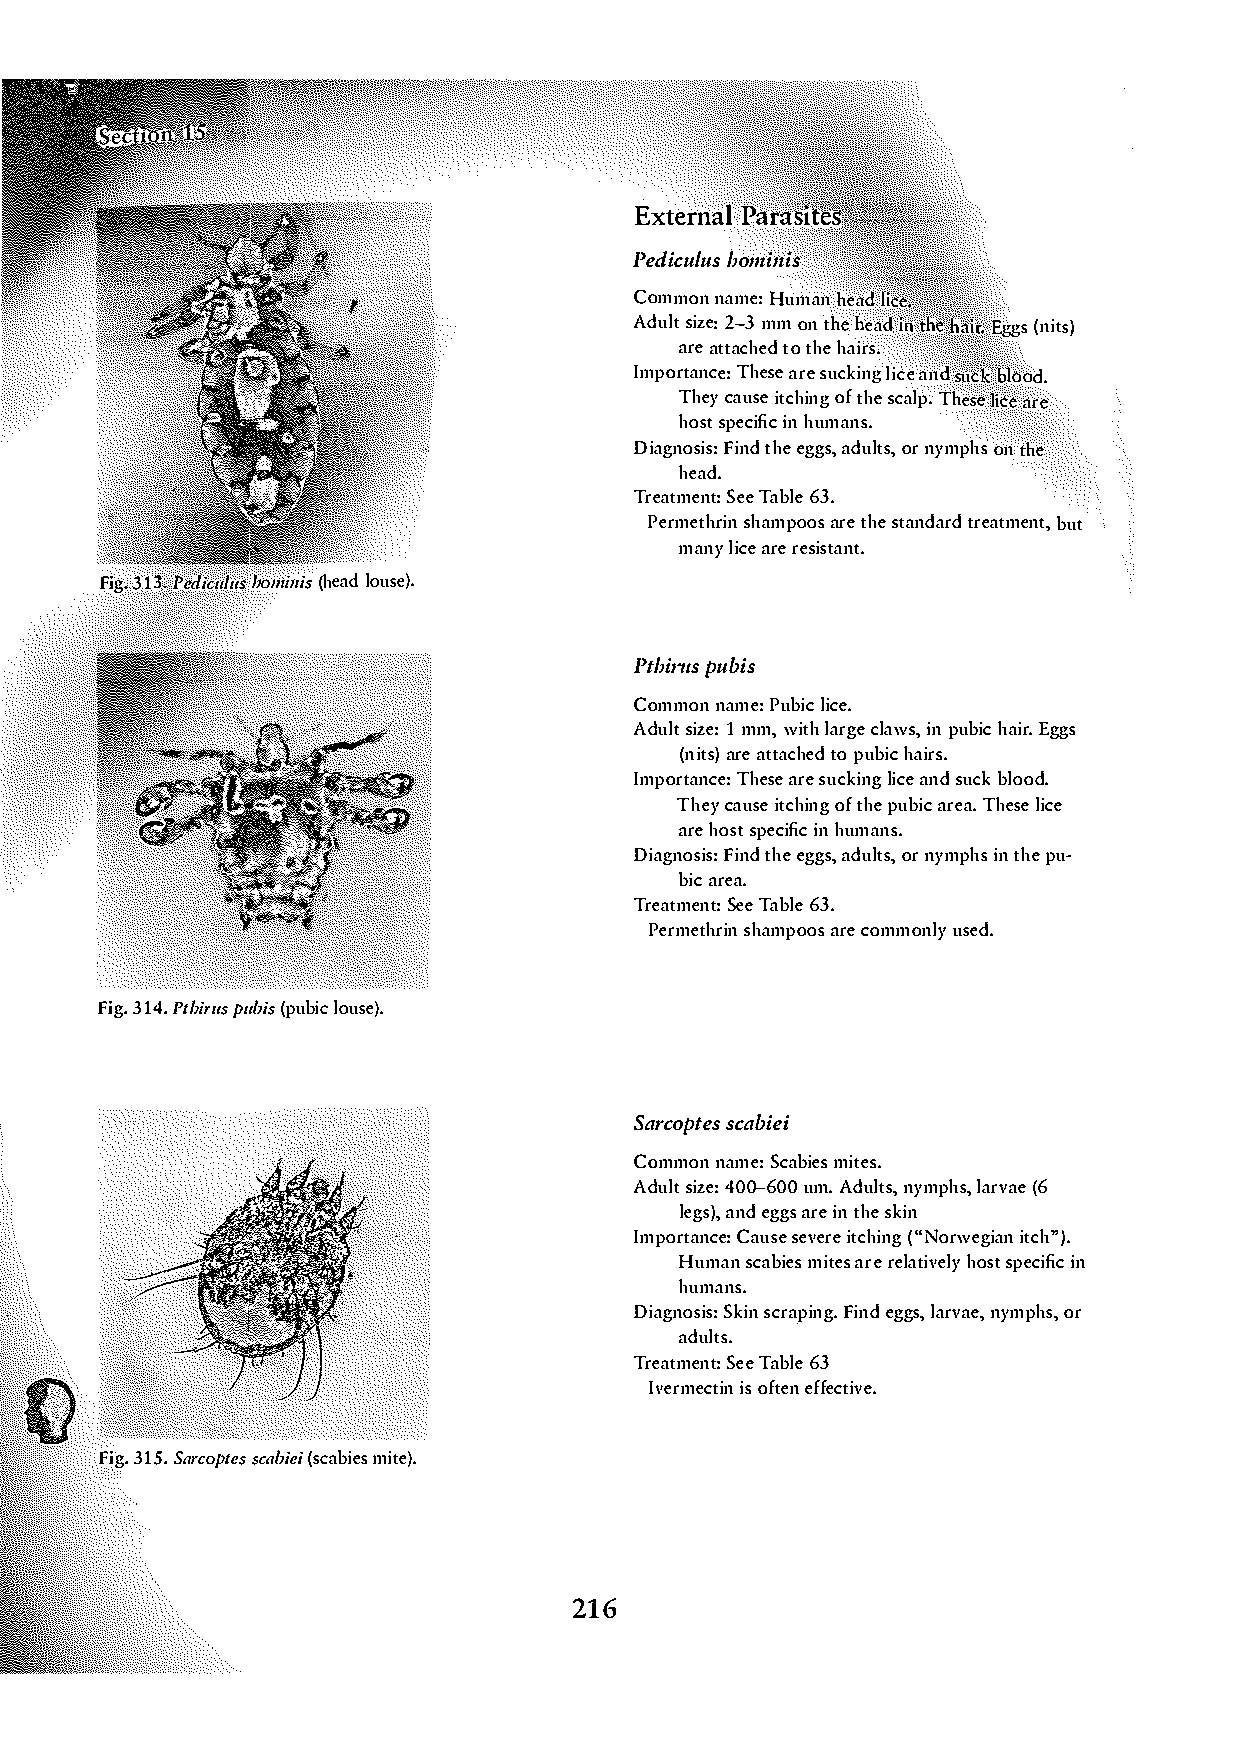 Section 15
External Parasites
Pediculus hominis
Common name: Human head lice.
Adult size: 2–3 mm on the head in the hair. Eggs (nits)
are attached to the hairs.
Importance: These are sucking lice and suck blood.
They cause itching of the scalp. These lice are
host specific in humans.
Diagnosis: Find the eggs, adults, or nymphs on the
head.
Treatment: See Table 63.
Permethrin shampoos are the standard treatment, but
many lice are resistant.
Fig. 313. Pediculus hominis (head louse).
Pthirus pubis
Common name: Pubic lice.
Adult size: 1 mm, with large claws, in pubic hair. Eggs
(nits) are attached to pubic hairs.
Importance: These are sucking lice and suck blood.
They cause itching of the pubic area. These lice
are host specific in humans.
Diagnosis: Find the eggs, adults, or nymphs in the pu-
bic area.
Treatment: See Table 63.
Permethrin shampoos are commonly used.
Fig. 314. Pthirus pubis (pubic louse).
Sarcoptes scabiei
Common name: Scabies mites.
Adult size: 400–600 um. Adults, nymphs, larvae (6
legs), and eggs are in the skin
Importance: Cause severe itching (“Norwegian itch”).
Human scabies mites are relatively host specific in
humans.
Diagnosis: Skin scraping. Find eggs, larvae, nymphs, or
adults.
Treatment: See Table 63
Ivermectin is often effective.
Fig. 315. Sarcoptes scabiei (scabies mite).
216